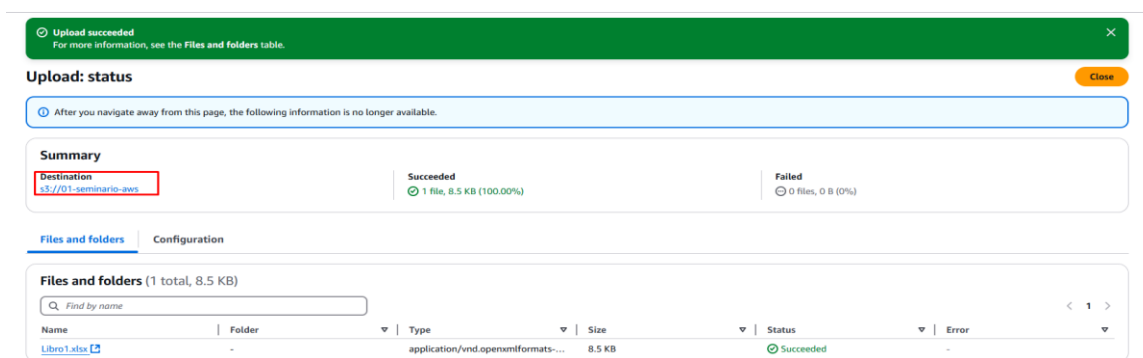 Upload succeeded
For more information, see the Files and folders table.
Upload: status
Close
After you navigate away from this page, the following information is no longer available.
Summary
Destination
s3://01-seminario-aws
Succeeded
1 file, 8.5 KB (100.00%)
Failed
0 files, 0 B (0%)
Files and folders Configuration
Files and folders (1 total, 8.5 KB)
Find by name
1
Name Folder Type Size Status Error
Libro1.xlsx - application/vnd.openxmlformats-... 8.5 KB Succeeded -